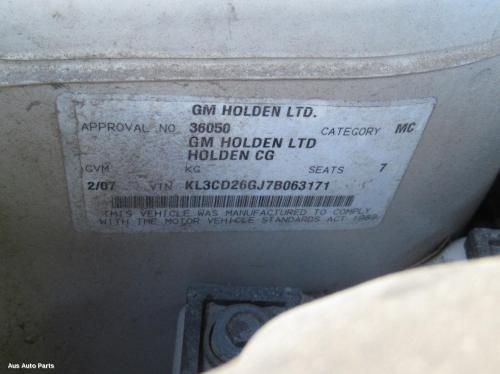 GM HOLDEN LTD.
APPROVAL NO 36050 CATEGORY MC
GM HOLDEN LTD
HOLDEN CG
GVM KG SEATS 7
2/07 VIN KL3CD26GJ7B063171
THIS VEHICLE WAS MANUFACTURED TO COMPLY
WITH THE MOTOR VEHICLE STANDARDS ACT 1989
Aus Auto Parts